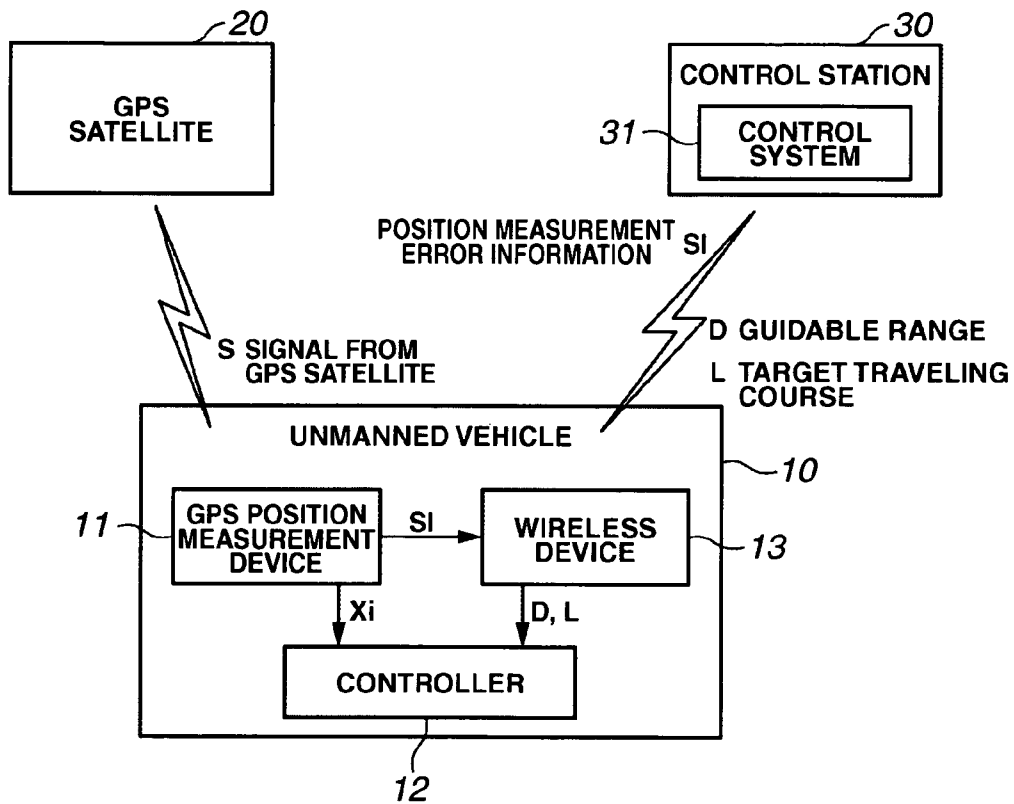 20
GPS
SATELLITE
30
CONTROL STATION
31
CONTROL
SYSTEM
POSITION MEASUREMENT
ERROR INFORMATION
SI
S SIGNAL FROM
GPS SATELLITE
D GUIDABLE RANGE
L TARGET TRAVELING
COURSE
UNMANNED VEHICLE
10
11
GPS POSITION
MEASUREMENT
DEVICE
SI
WIRELESS
DEVICE
13
Xi
D, L
CONTROLLER
12